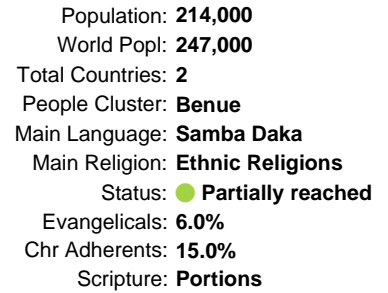 Population: 214,000
World Popl: 247,000
Total Countries: 2
People Cluster: Benue
Main Language: Samba Daka
Main Religion: Ethnic Religions
Status: Partially reached
Evangelicals: 6.0%
Chr Adherents: 15.0%
Scripture: Portions